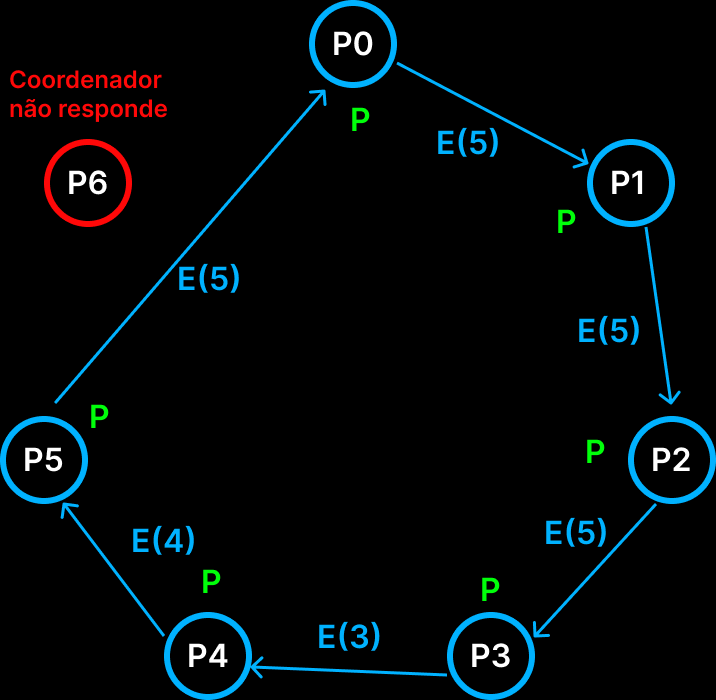 P0
Coordenador
não responde
P
E(5)
P6
P1
P
E(5)
E(5)
P
P5
P
P2
E(5)
E(4)
P
P
E(3)
P4
P3